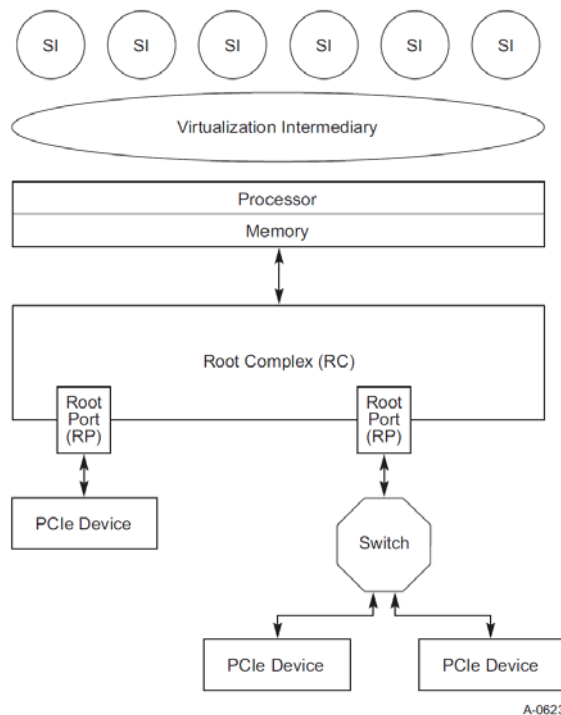 SI SI SI SI SI SI
Virtualization Intermediary
Processor
Memory
Root Complex (RC)
Root
Port
(RP)
Root
Port
(RP)
PCIe Device
Switch
PCIe Device
PCIe Device
A-0623